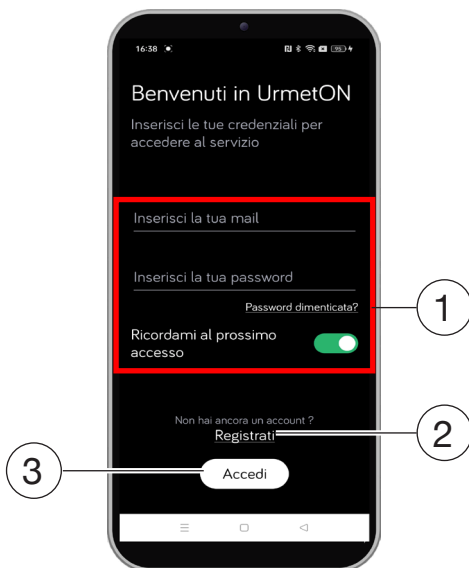 16:38
95
Benvenuti in UrmetON
Inserisci le tue credenziali per
accedere al servizio
Inserisci la tua mail
Inserisci la tua password
Password dimenticata?
1
Ricordami al prossimo
accesso
Non hai ancora un account ?
Registrati
2
3
Accedi